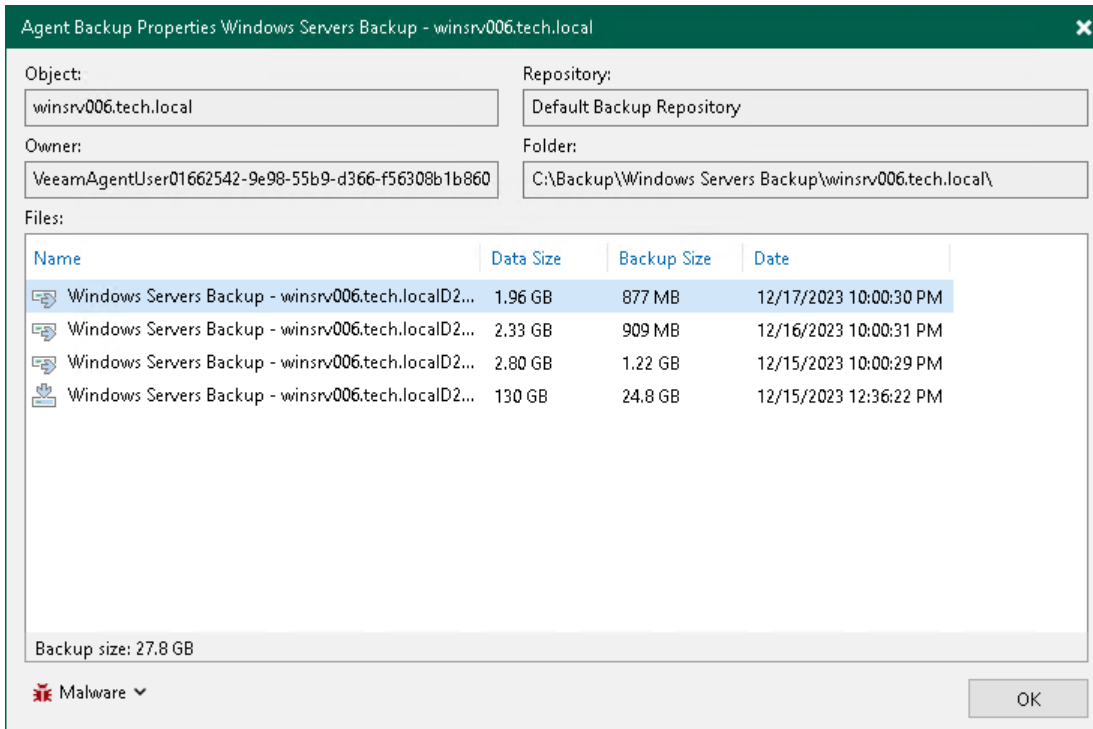 Agent Backup Properties Windows Servers Backup - winsrv006.tech.local
Object: Repository:
winsrv006.tech.local Default Backup Repository
Owner: Folder:
VeeamAgentUser01662542-9e98-55b9-d366-f56308b1b860 C:\Backup\Windows Servers Backup\winsrv006.tech.local\
Files:
Name Data Size Backup Size Date
Windows Servers Backup - winsrv006.tech.localD2... 1.96 GB 877 MB 12/17/2023 10:00:30 PM
Windows Servers Backup - winsrv006.tech.localD2... 2.33 GB 909 MB 12/16/2023 10:00:31 PM
Windows Servers Backup - winsrv006.tech.localD2... 2.80 GB 1.22 GB 12/15/2023 10:00:29 PM
Windows Servers Backup - winsrv006.tech.localD2... 130 GB 24.8 GB 12/15/2023 12:36:22 PM
Backup size: 27.8 GB
Malware
OK